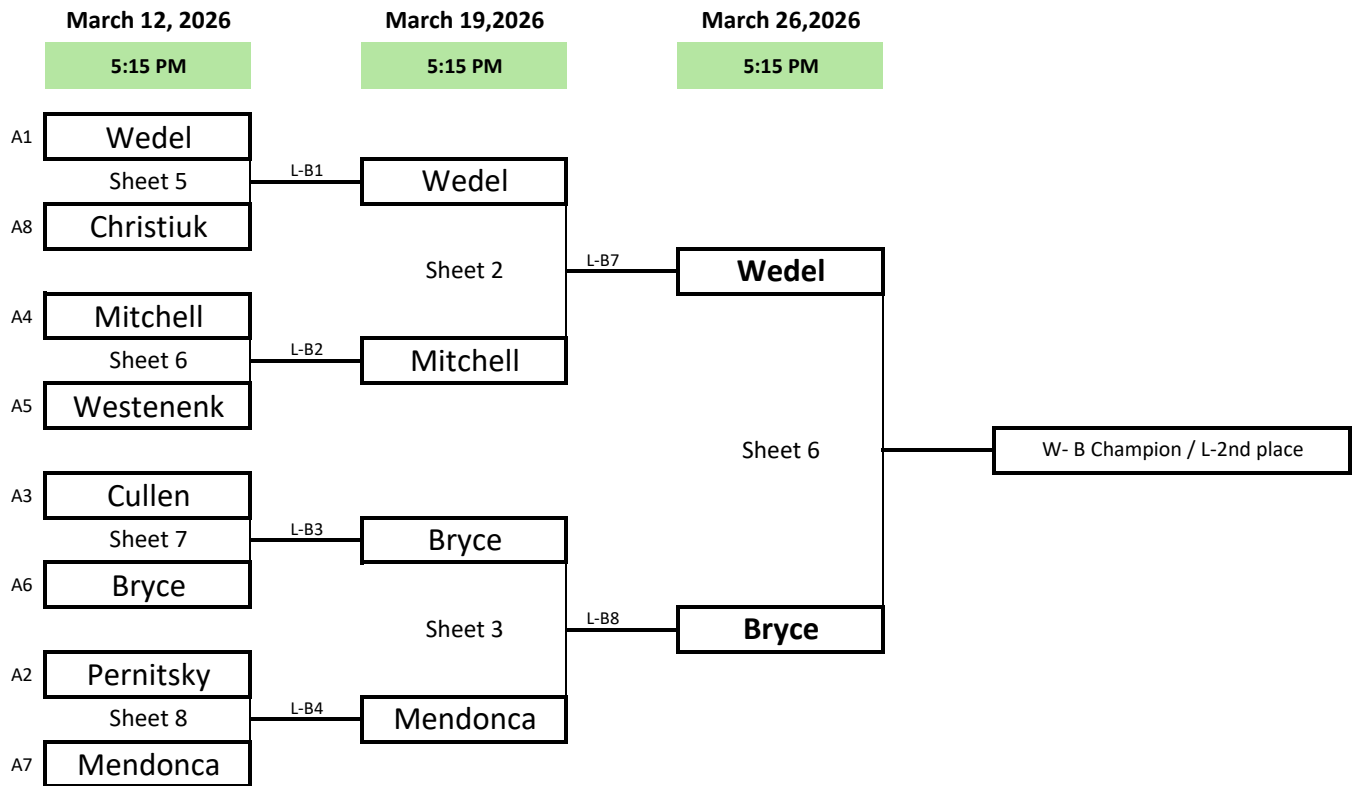 March 12, 2026
March 19,2026
March 26,2026
5:15 PM
5:15 PM
5:15 PM
A1
Wedel
Sheet 5
L-B1
Wedel
A8
Christiuk
Sheet 2
L-B7
Wedel
A4
Mitchell
Sheet 6
L-B2
Mitchell
A5
Westenenk
Sheet 6
W- B Champion / L-2nd place
A3
Cullen
Sheet 7
L-B3
Bryce
A6
Bryce
Sheet 3
L-B8
Bryce
A2
Pernitsky
Sheet 8
L-B4
Mendonca
A7
Mendonca